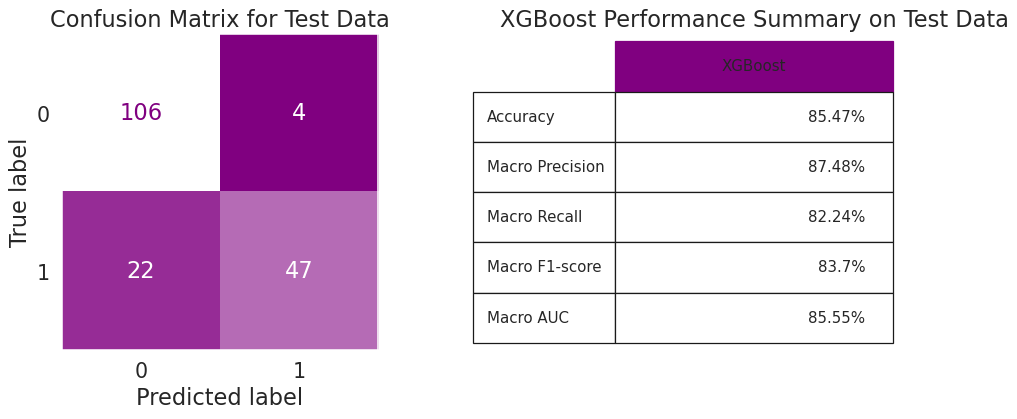 Confusion Matrix for Test Data
0
106
4
1
22
47
0
1
True label
Predicted label
XGBoost Performance Summary on Test Data
XGBoost
Accuracy 85.47%
Macro Precision 87.48%
Macro Recall 82.24%
Macro F1-score 83.7%
Macro AUC 85.55%